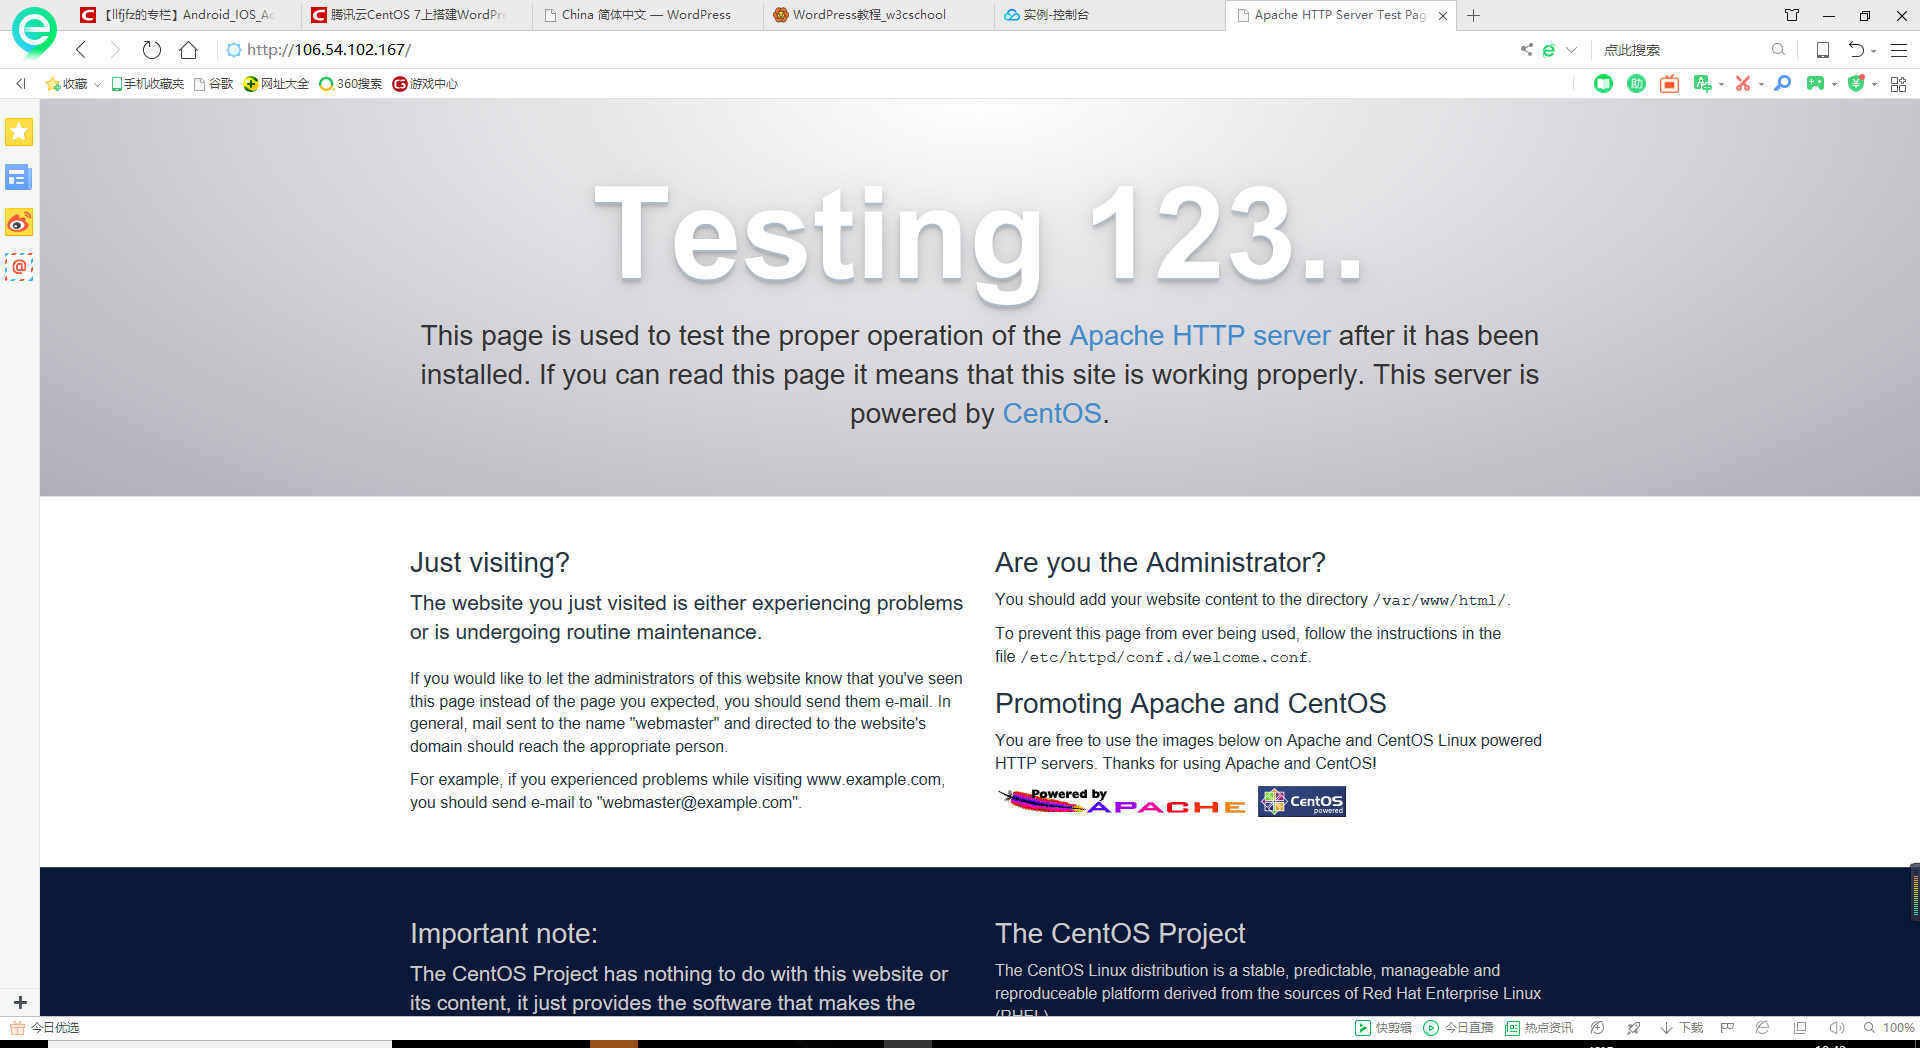 【llfjfz的专栏】Android_IOS_Ac
腾讯云CentOS 7上搭建WordPre
China 简体中文 — WordPress
WordPress教程_w3cschool
实例-控制台
Apache HTTP Server Test Pag
http://106.54.102.167/
点此搜索
收藏
手机收藏夹
谷歌
网址大全
360搜索
游戏中心
Testing 123..
This page is used to test the proper operation of the Apache HTTP server after it has been
installed. If you can read this page it means that this site is working properly. This server is
powered by CentOS.
Just visiting?
The website you just visited is either experiencing problems
or is undergoing routine maintenance.
If you would like to let the administrators of this website know that you've seen
this page instead of the page you expected, you should send them e-mail. In
general, mail sent to the name "webmaster" and directed to the website's
domain should reach the appropriate person.
For example, if you experienced problems while visiting www.example.com,
you should send e-mail to "webmaster@example.com".
Are you the Administrator?
You should add your website content to the directory /var/www/html/.
To prevent this page from ever being used, follow the instructions in the
file /etc/httpd/conf.d/welcome.conf.
Promoting Apache and CentOS
You are free to use the images below on Apache and CentOS Linux powered
HTTP servers. Thanks for using Apache and CentOS!
Powered by
APACHE
CentOS
powered
Important note:
The CentOS Project has nothing to do with this website or
its content, it just provides the software that makes the
The CentOS Project
The CentOS Linux distribution is a stable, predictable, manageable and
reproduceable platform derived from the sources of Red Hat Enterprise Linux
(RHEL)
今日优选
快剪辑
今日直播
热点资讯
下载
100%